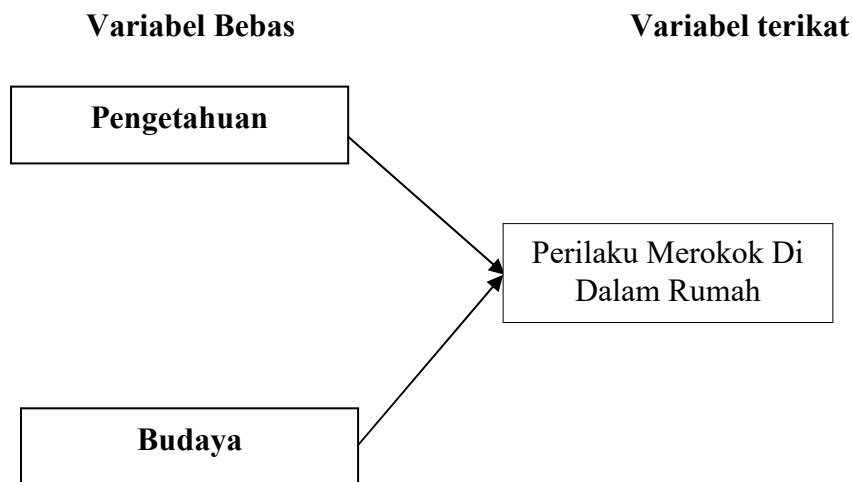 Variabel Bebas
Variabel terikat
Pengetahuan
Perilaku Merokok Di
Dalam Rumah
Budaya